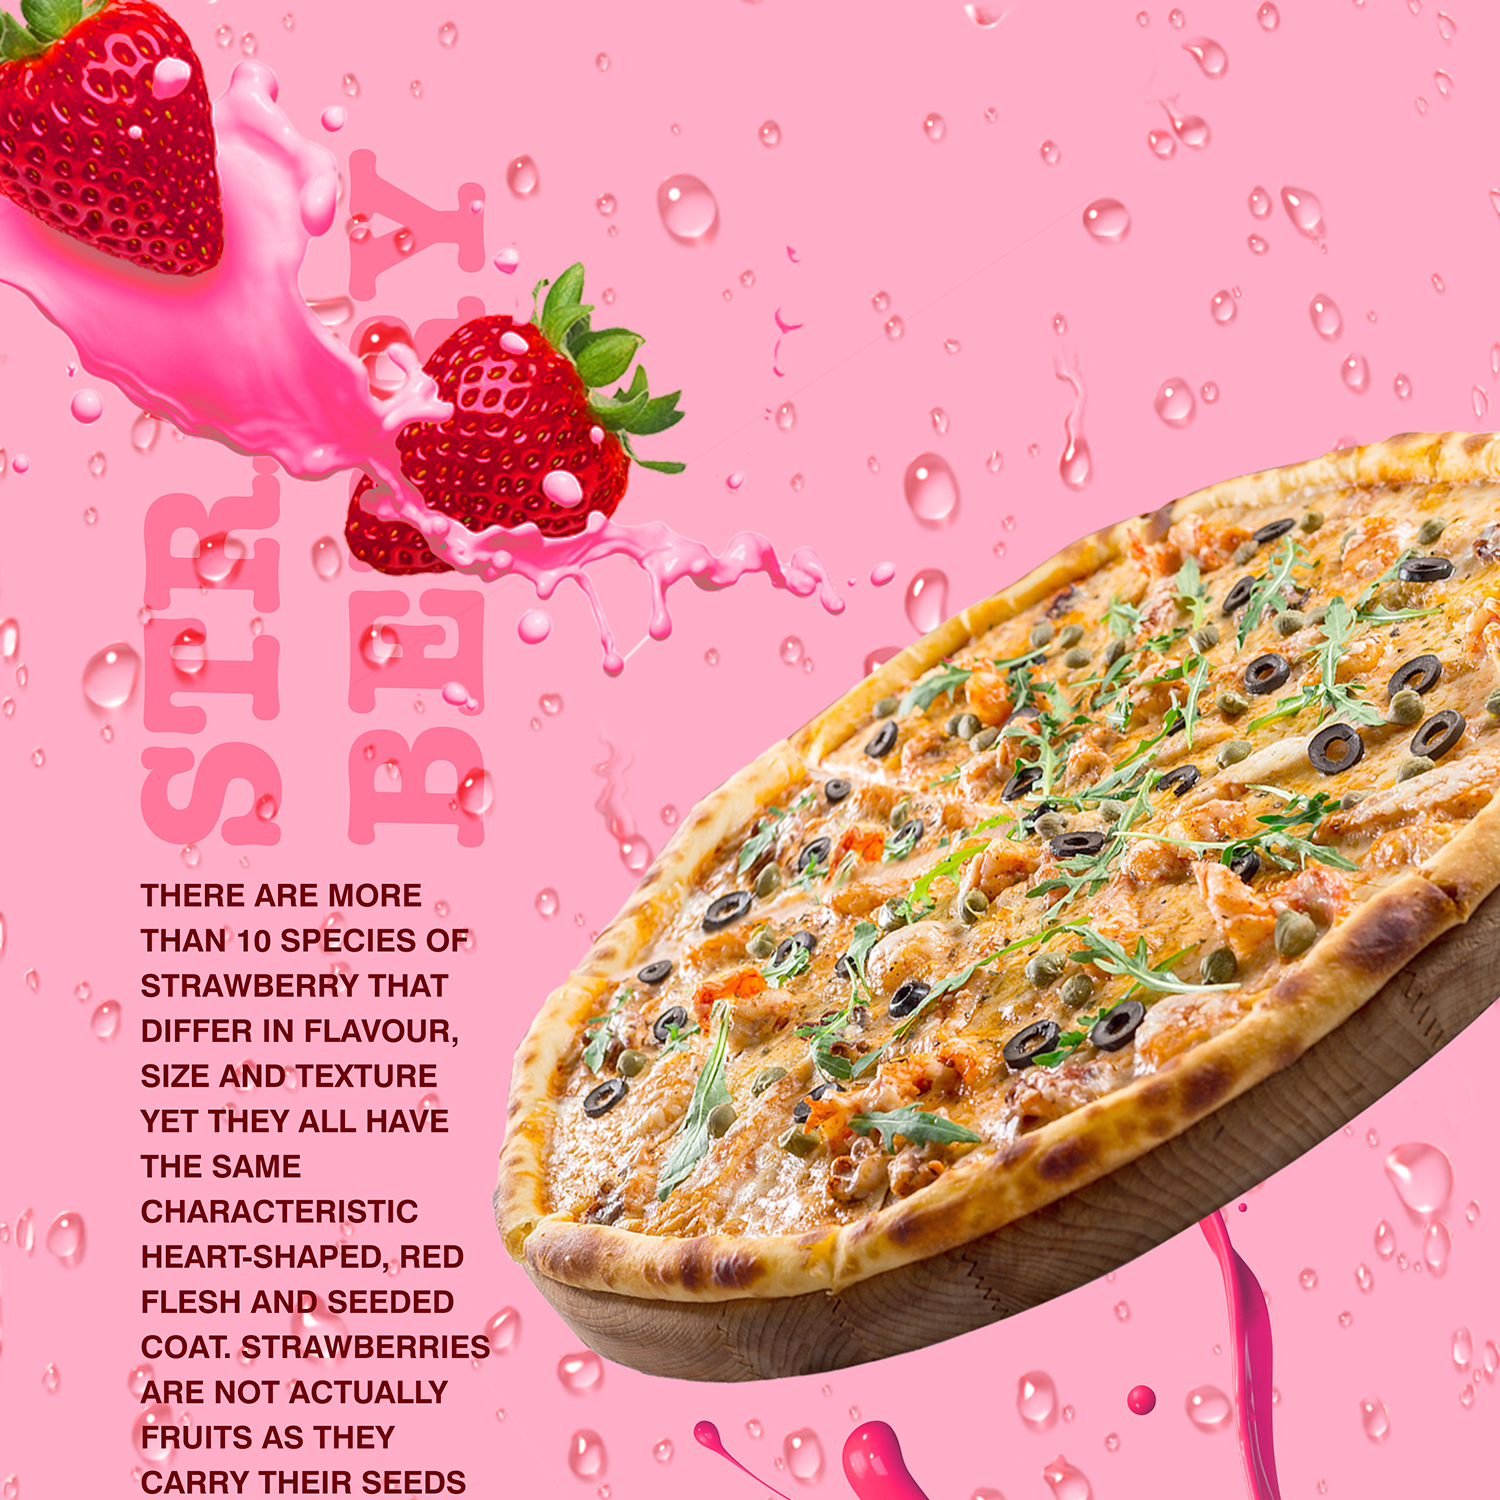 STR
BE RY
THERE ARE MORE
THAN 10 SPECIES OF
STRAWBERRY THAT
DIFFER IN FLAVOUR,
SIZE AND TEXTURE
YET THEY ALL HAVE
THE SAME
CHARACTERISTIC
HEART-SHAPED, RED
FLESH AND SEEDED
COAT. STRAWBERRIES
ARE NOT ACTUALLY
FRUITS AS THEY
CARRY THEIR SEEDS